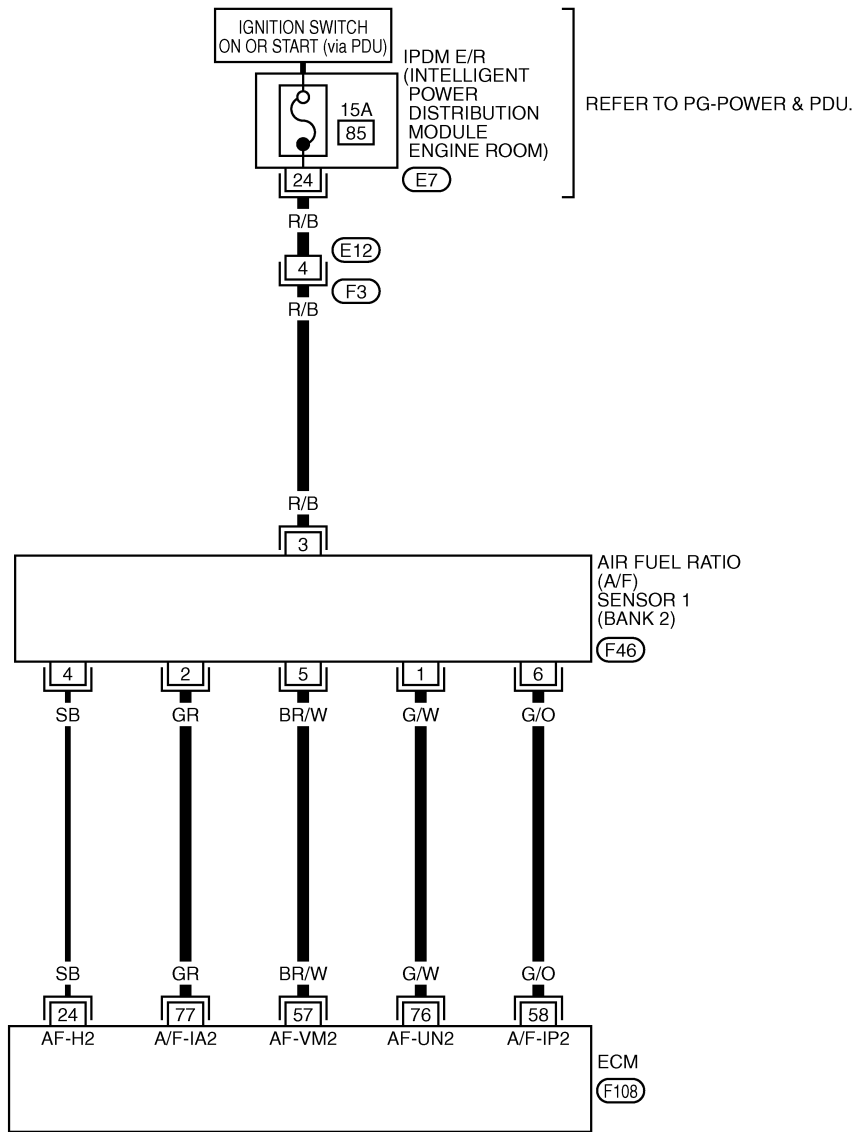 IGNITION SWITCH
ON OR START (via PDU)
IPDM E/R
(INTELLIGENT
POWER
DISTRIBUTION
MODULE
ENGINE ROOM)
REFER TO PG-POWER & PDU.
15A
85
24
E7
R/B
E12
4
F3
R/B
R/B
3
AIR FUEL RATIO
(A/F)
SENSOR 1
(BANK 2)
F46
4 2 5 1 6
SB GR BR/W G/W G/O
SB GR BR/W G/W G/O
24 77 57 76 58
AF-H2 A/F-IA2 AF-VM2 AF-UN2 A/F-IP2
ECM
F108